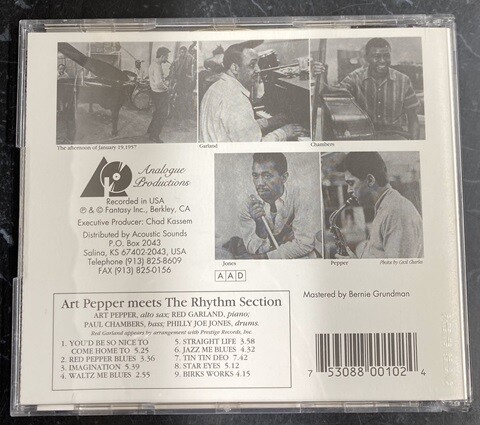 The afternoon of January 19, 1957
Garland
Chambers
Analogue
Productions
Recorded in USA
℗ & © Fantasy Inc., Berkley, CA
Executive Producer: Chad Kassem
Distributed by Acoustic Sounds
P.O. Box 2043
Salina, KS 67402-2043, USA
Telephone (913) 825-8609
FAX (913) 825-0156
Jones
Pepper
Photos by Cecil Charles
AAD
Mastered by Bernie Grundman
Art Pepper meets The Rhythm Section
ART PEPPER, alto sax; RED GARLAND, piano;
PAUL CHAMBERS, bass; PHILLY JOE JONES, drums.
Red Garland appears by arrangement with Prestige Records, Inc.
1. YOU'D BE SO NICE TO
COME HOME TO 5.25
2. RED PEPPER BLUES 3.36
3. IMAGINATION 5.39
4. WALTZ ME BLUES 2.55
5. STRAIGHT LIFE 3.58
6. JAZZ ME BLUES 4.32
7. TIN TIN DEO 7.42
8. STAR EYES 5.12
9. BIRKS WORKS 4.15
7 53088 00102 4